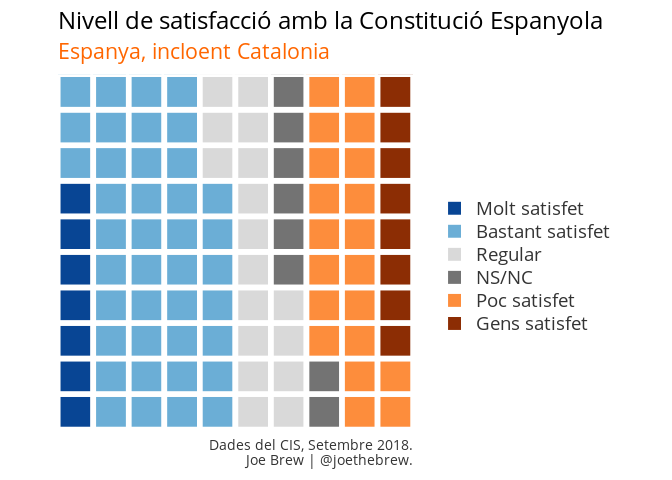 Nivell de satisfacció amb la Constitució Espanyola
Espanya, incloent Catalonia
Molt satisfet
Bastant satisfet
Regular
NS/NC
Poc satisfet
Gens satisfet
Dades del CIS, Setembre 2018.
Joe Brew | @joethebrew.